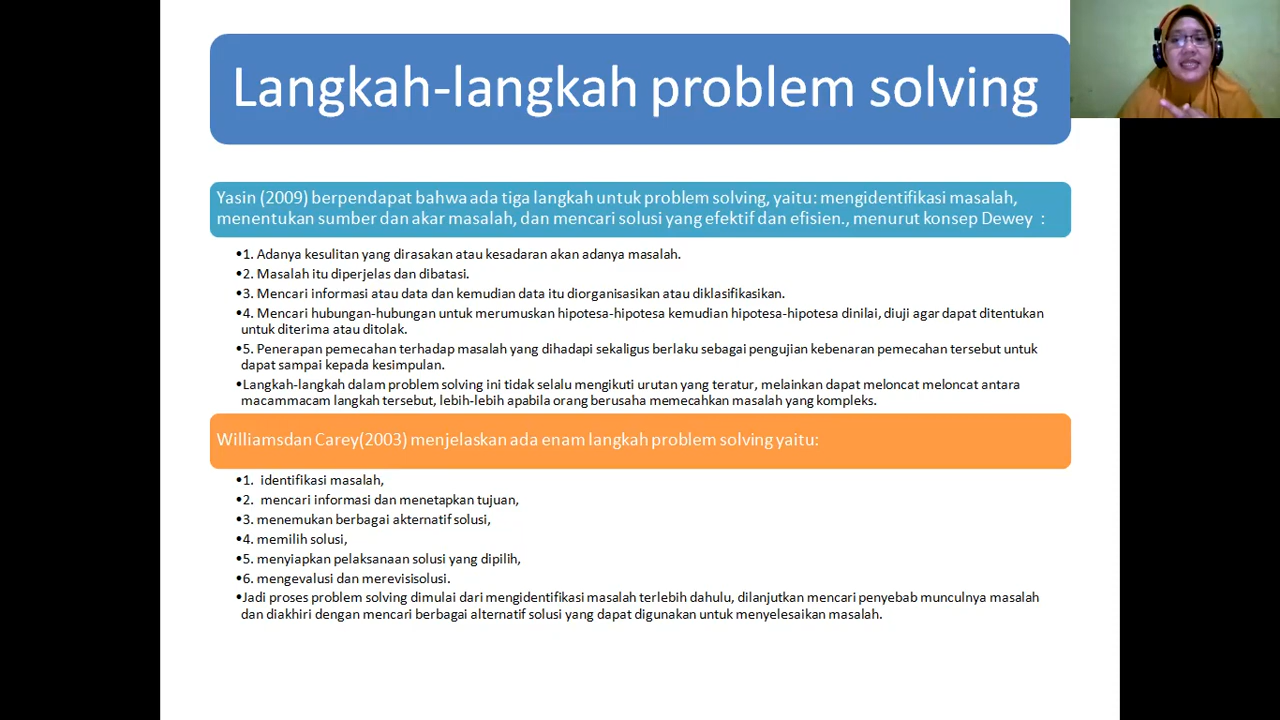 Langkah-langkah problem solving
Yasin (2009) berpendapat bahwa ada tiga langkah untuk problem solving, yaitu: mengidentifikasi masalah,
menentukan sumber dan akar masalah, dan mencari solusi yang efektif dan efisien., menurut konsep Dewey :
•1. Adanya kesulitan yang dirasakan atau kesadaran akan adanya masalah.
•2. Masalah itu diperjelas dan dibatasi.
•3. Mencari informasi atau data dan kemudian data itu diorganisasikan atau diklasifikasikan.
•4. Mencari hubungan-hubungan untuk merumuskan hipotesa-hipotesa kemudian hipotesa-hipotesa dinilai, diuji agar dapat ditentukan
untuk diterima atau ditolak.
•5. Penerapan pemecahan terhadap masalah yang dihadapi sekaligus berlaku sebagai pengujian kebenaran pemecahan tersebut untuk
dapat sampai kepada kesimpulan.
•Langkah-langkah dalam problem solving ini tidak selalu mengikuti urutan yang teratur, melainkan dapat meloncat meloncat antara
macammacam langkah tersebut, lebih-lebih apabila orang berusaha memecahkan masalah yang kompleks.
Williamsdan Carey(2003) menjelaskan ada enam langkah problem solving yaitu:
•1. identifikasi masalah,
•2. mencari informasi dan menetapkan tujuan,
•3. menemukan berbagai akternatif solusi,
•4. memilih solusi,
•5. menyiapkan pelaksanaan solusi yang dipilih,
•6. mengevalusi dan merevisisolusi.
•Jadi proses problem solving dimulai dari mengidentifikasi masalah terlebih dahulu, dilanjutkan mencari penyebab munculnya masalah
dan diakhiri dengan mencari berbagai alternatif solusi yang dapat digunakan untuk menyelesaikan masalah.